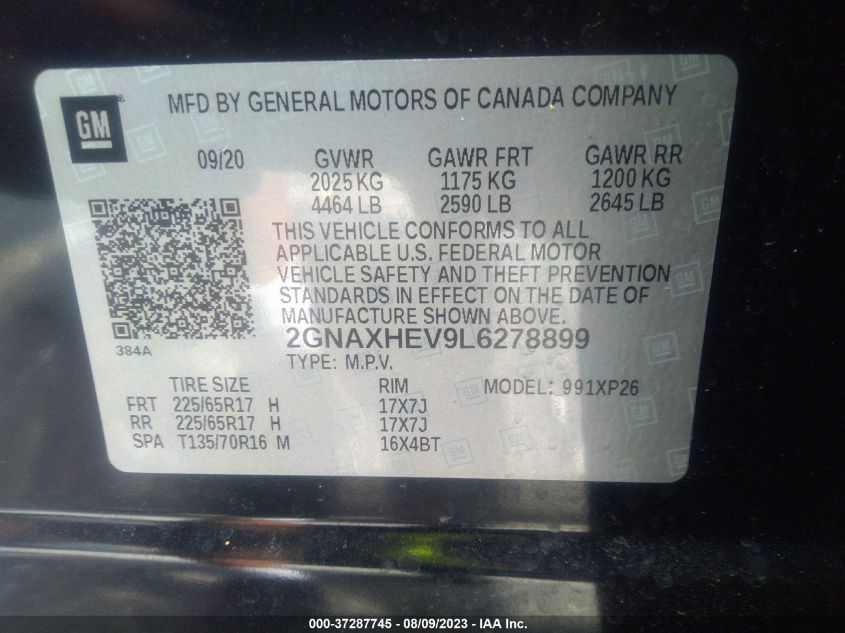 GM
MFD BY GENERAL MOTORS OF CANADA COMPANY
09/20 GVWR GAWR FRT GAWR RR
2025 KG 1175 KG 1200 KG
4464 LB 2590 LB 2645 LB
THIS VEHICLE CONFORMS TO ALL
APPLICABLE U.S. FEDERAL MOTOR
VEHICLE SAFETY AND THEFT PREVENTION
STANDARDS IN EFFECT ON THE DATE OF
MANUFACTURE SHOWN ABOVE.
384A
2GNAXHEV9L6278899
TYPE: M.P.V.
TIRE SIZE RIM MODEL: 991XP26
FRT 225/65R17 H 17X7J
RR 225/65R17 H 17X7J
SPA T135/70R16 M 16X4BT
000-37287745 - 08/09/2023 - IAA Inc.